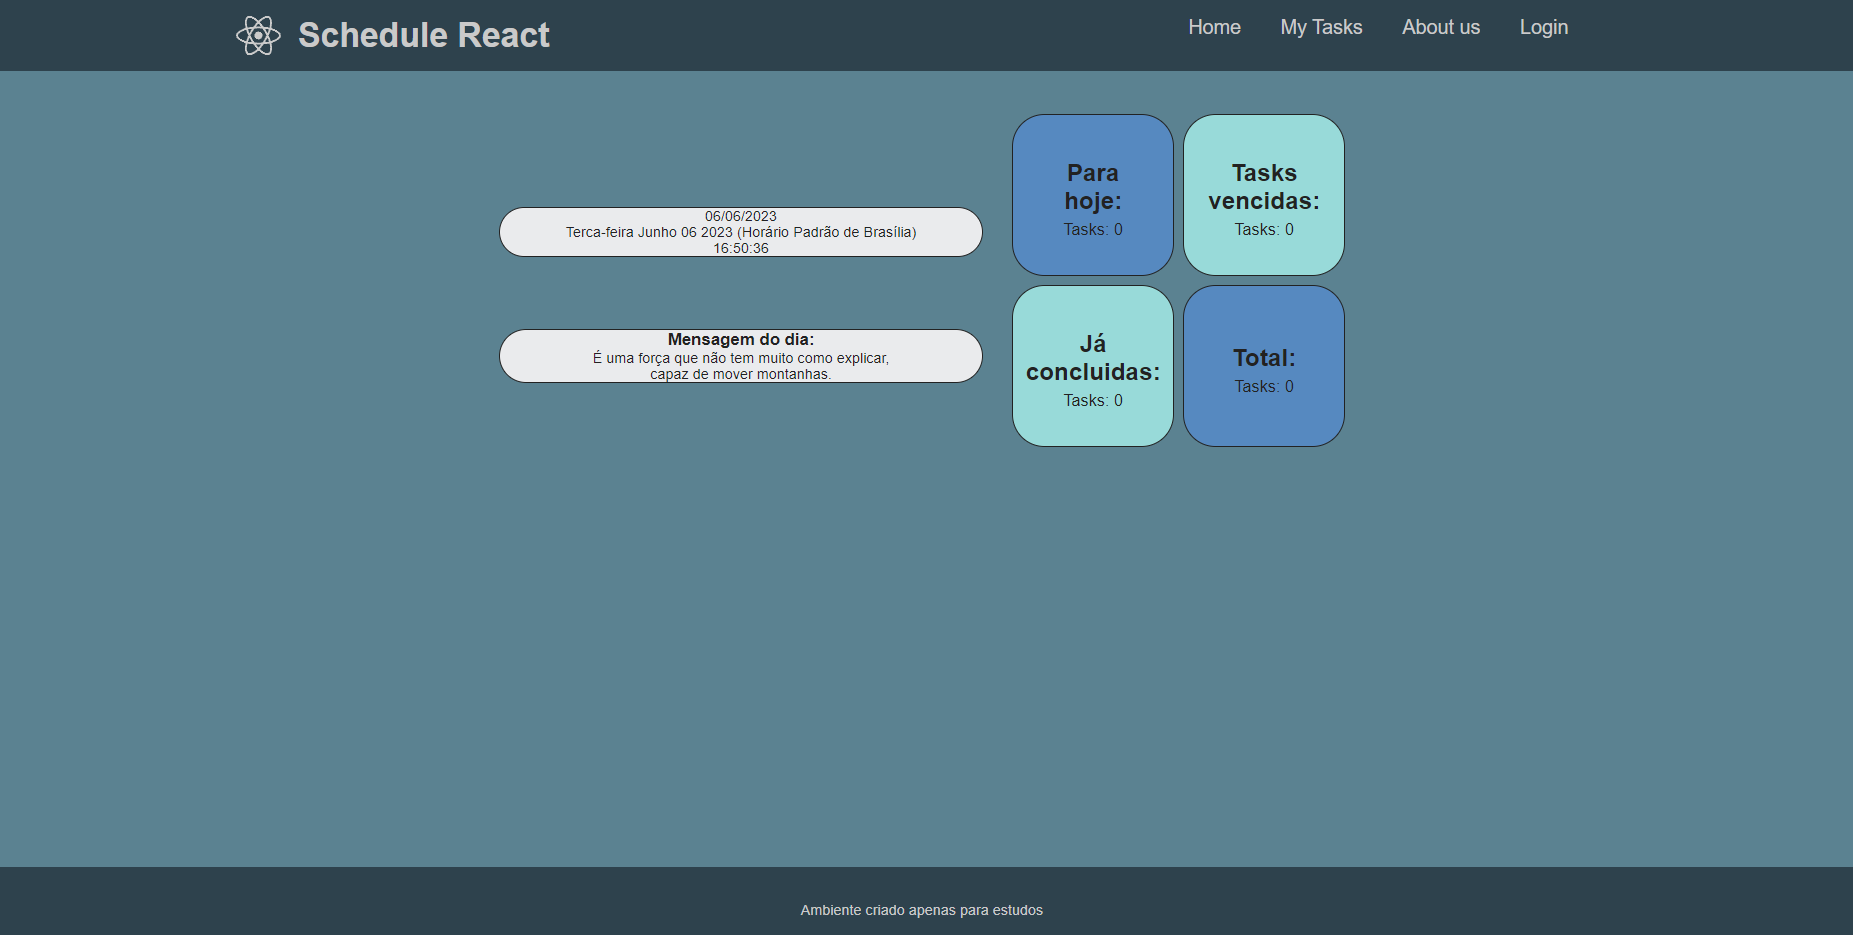 Schedule React
Home
My Tasks
About us
Login
06/06/2023
Terca-feira Junho 06 2023 (Horário Padrão de Brasília)
16:50:36
Mensagem do dia:
É uma força que não tem muito como explicar,
capaz de mover montanhas.
Para
hoje:
Tasks: 0
Tasks
vencidas:
Tasks: 0
Já
concluidas:
Tasks: 0
Total:
Tasks: 0
Ambiente criado apenas para estudos